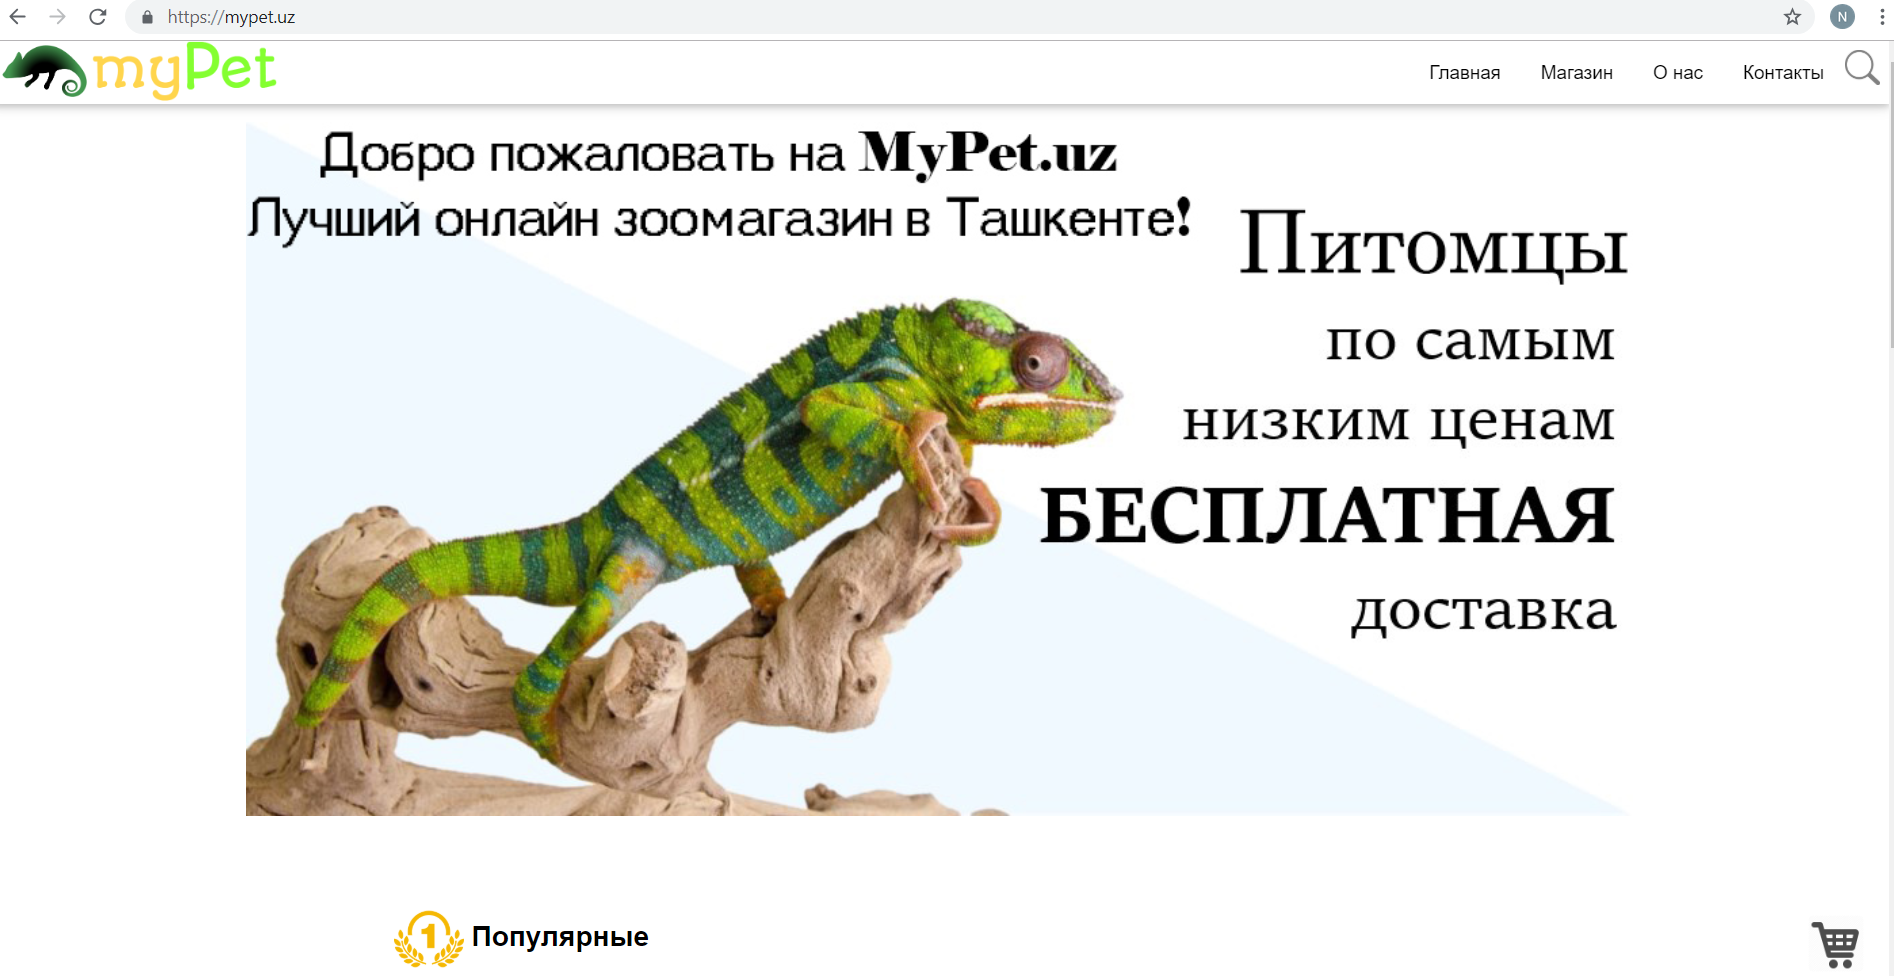 https://mypet.uz
N
myPet
Главная Магазин О нас Контакты
Добро пожаловать на MyPet.uz
Лучший онлайн зоомагазин в Ташкенте!
Питомцы
по самым
низким ценам
БЕСПЛАТНАЯ
доставка
1 Популярные